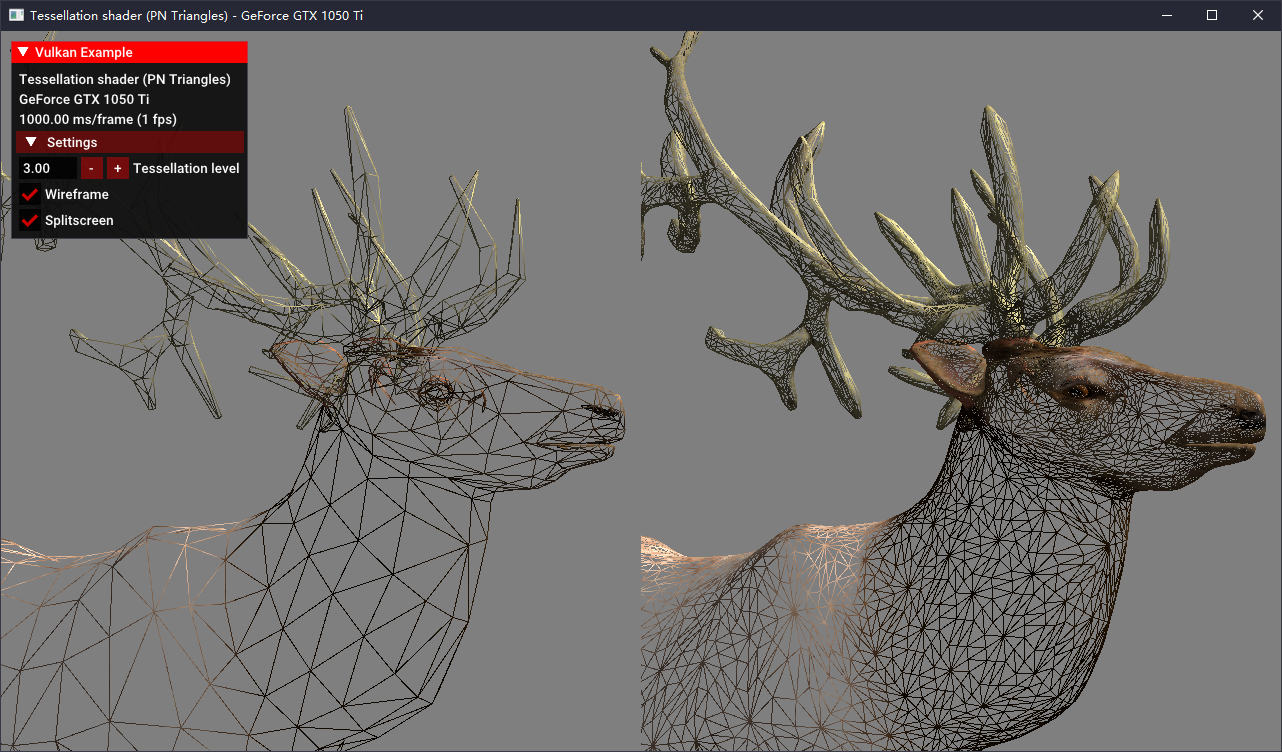 Tessellation shader (PN Triangles) - GeForce GTX 1050 Ti
Vulkan Example
Tessellation shader (PN Triangles)
GeForce GTX 1050 Ti
1000.00 ms/frame (1 fps)
Settings
3.00 - + Tessellation level
Wireframe
Splitscreen